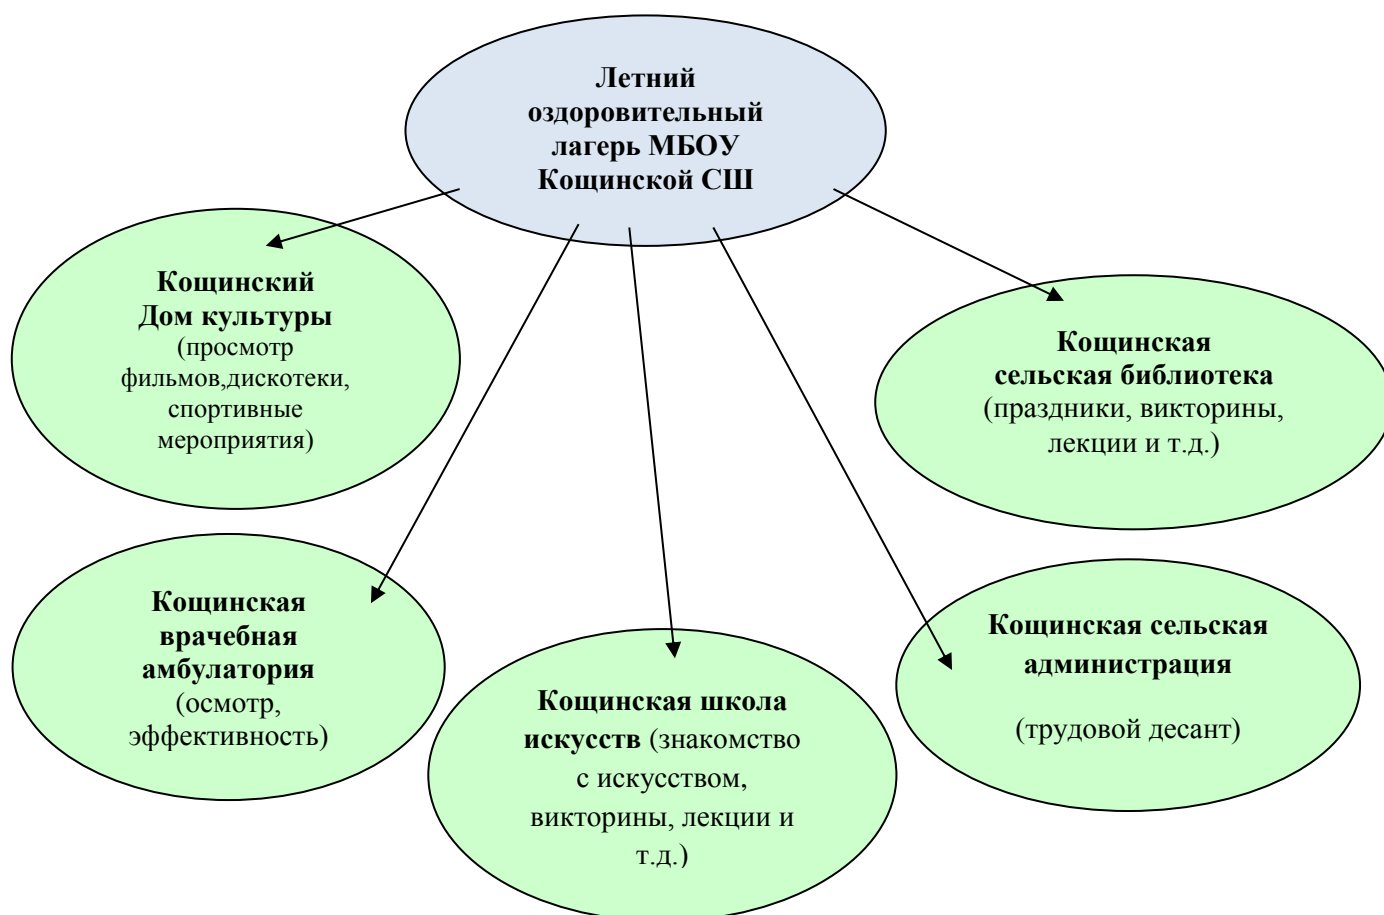 Летний
оздоровительный
лагерь МБОУ
Кощинской СШ
Кощинский
Дом культуры
(просмотр
фильмов,дискотеки,
спортивные
мероприятия)
Кощинская
сельская библиотека
(праздники, викторины,
лекции и т.д.)
Кощинская
врачебная
амбулатория
(осмотр,
эффективность)
Кощинская школа
искусств (знакомство
с искусством,
викторины, лекции и
т.д.)
Кощинская сельская
администрация
(трудовой десант)